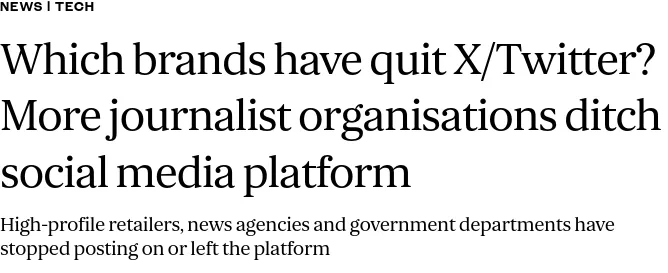 NEWS | TECH
Which brands have quit X/Twitter?
More journalist organisations ditch
social media platform
High-profile retailers, news agencies and government departments have
stopped posting on or left the platform